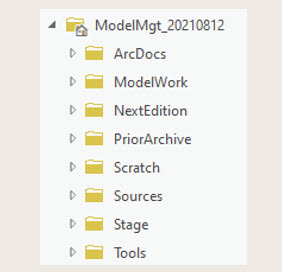 ModelMgt_20210812
ArcDocs
ModelWork
NextEdition
PriorArchive
Scratch
Sources
Stage
Tools